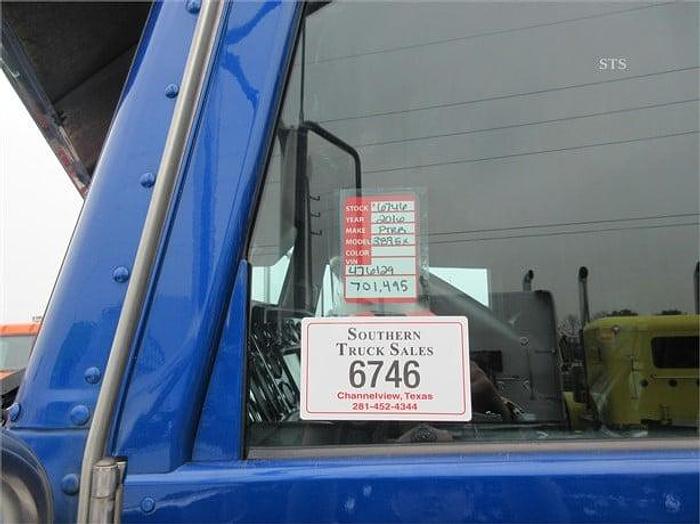 STS
STOCK 6746
YEAR 2016
MAKE PTRB
MODEL 389EX
COLOR
VIN
476129
701,495
SOUTHERN
TRUCK SALES
6746
Channelview, Texas
281-452-4344